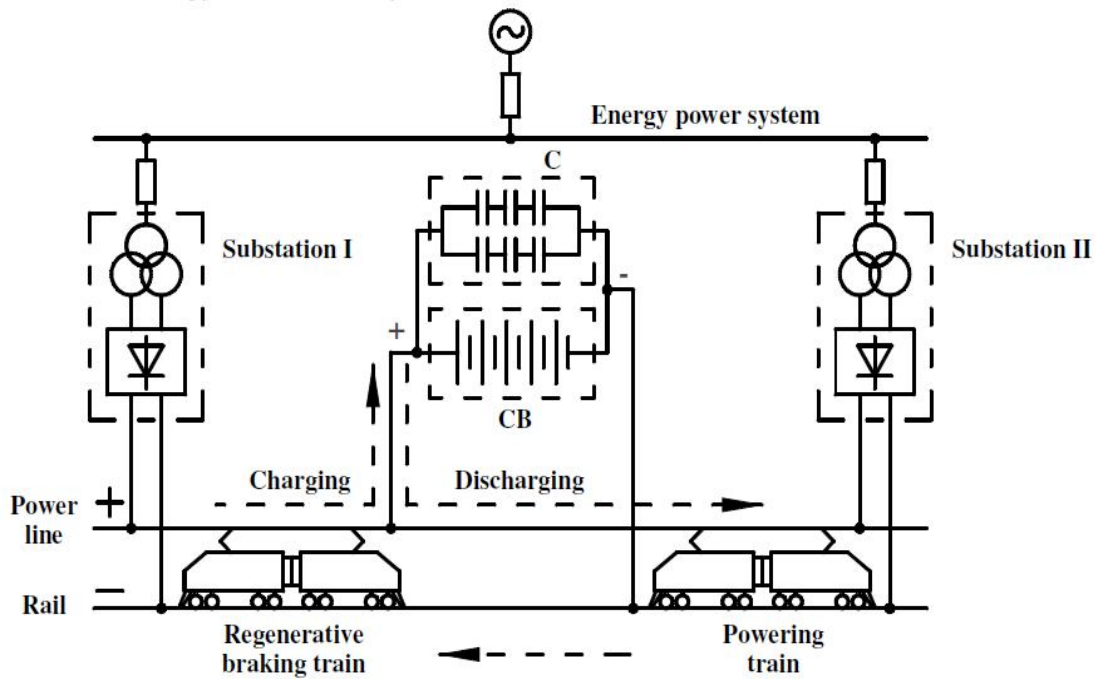 Energy power system
C
Substation I
Substation II
-
+
CB
Charging
Discharging
Power
line
+
Rail
−
Regenerative
braking train
Powering
train